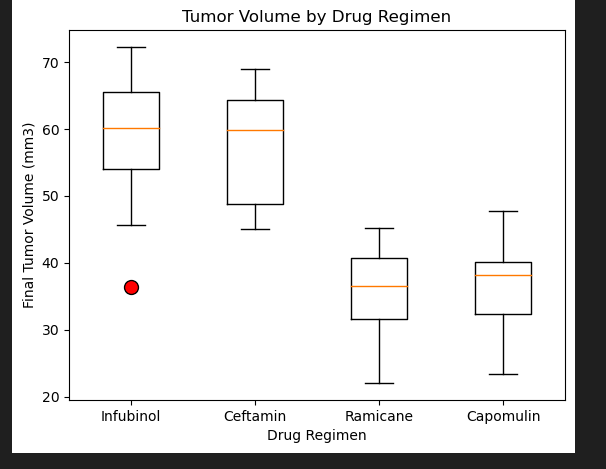 Tumor Volume by Drug Regimen
Final Tumor Volume (mm3)
70
60
50
40
30
20
Infubinol Ceftamin Ramicane Capomulin
Drug Regimen